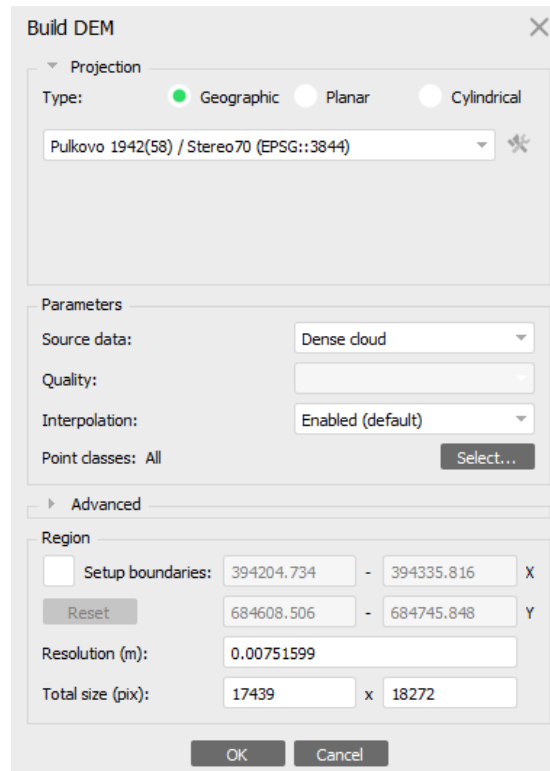 Build DEM
Projection
Type: Geographic Planar Cylindrical
Pulkovo 1942(58) / Stereo70 (EPSG::3844)
Parameters
Source data: Dense cloud
Quality:
Interpolation: Enabled (default)
Point classes: All Select...
Advanced
Region
Setup boundaries: 394204.734 - 394335.816 X
Reset 684608.506 - 684745.848 Y
Resolution (m): 0.00751599
Total size (pix): 17439 x 18272
OK Cancel